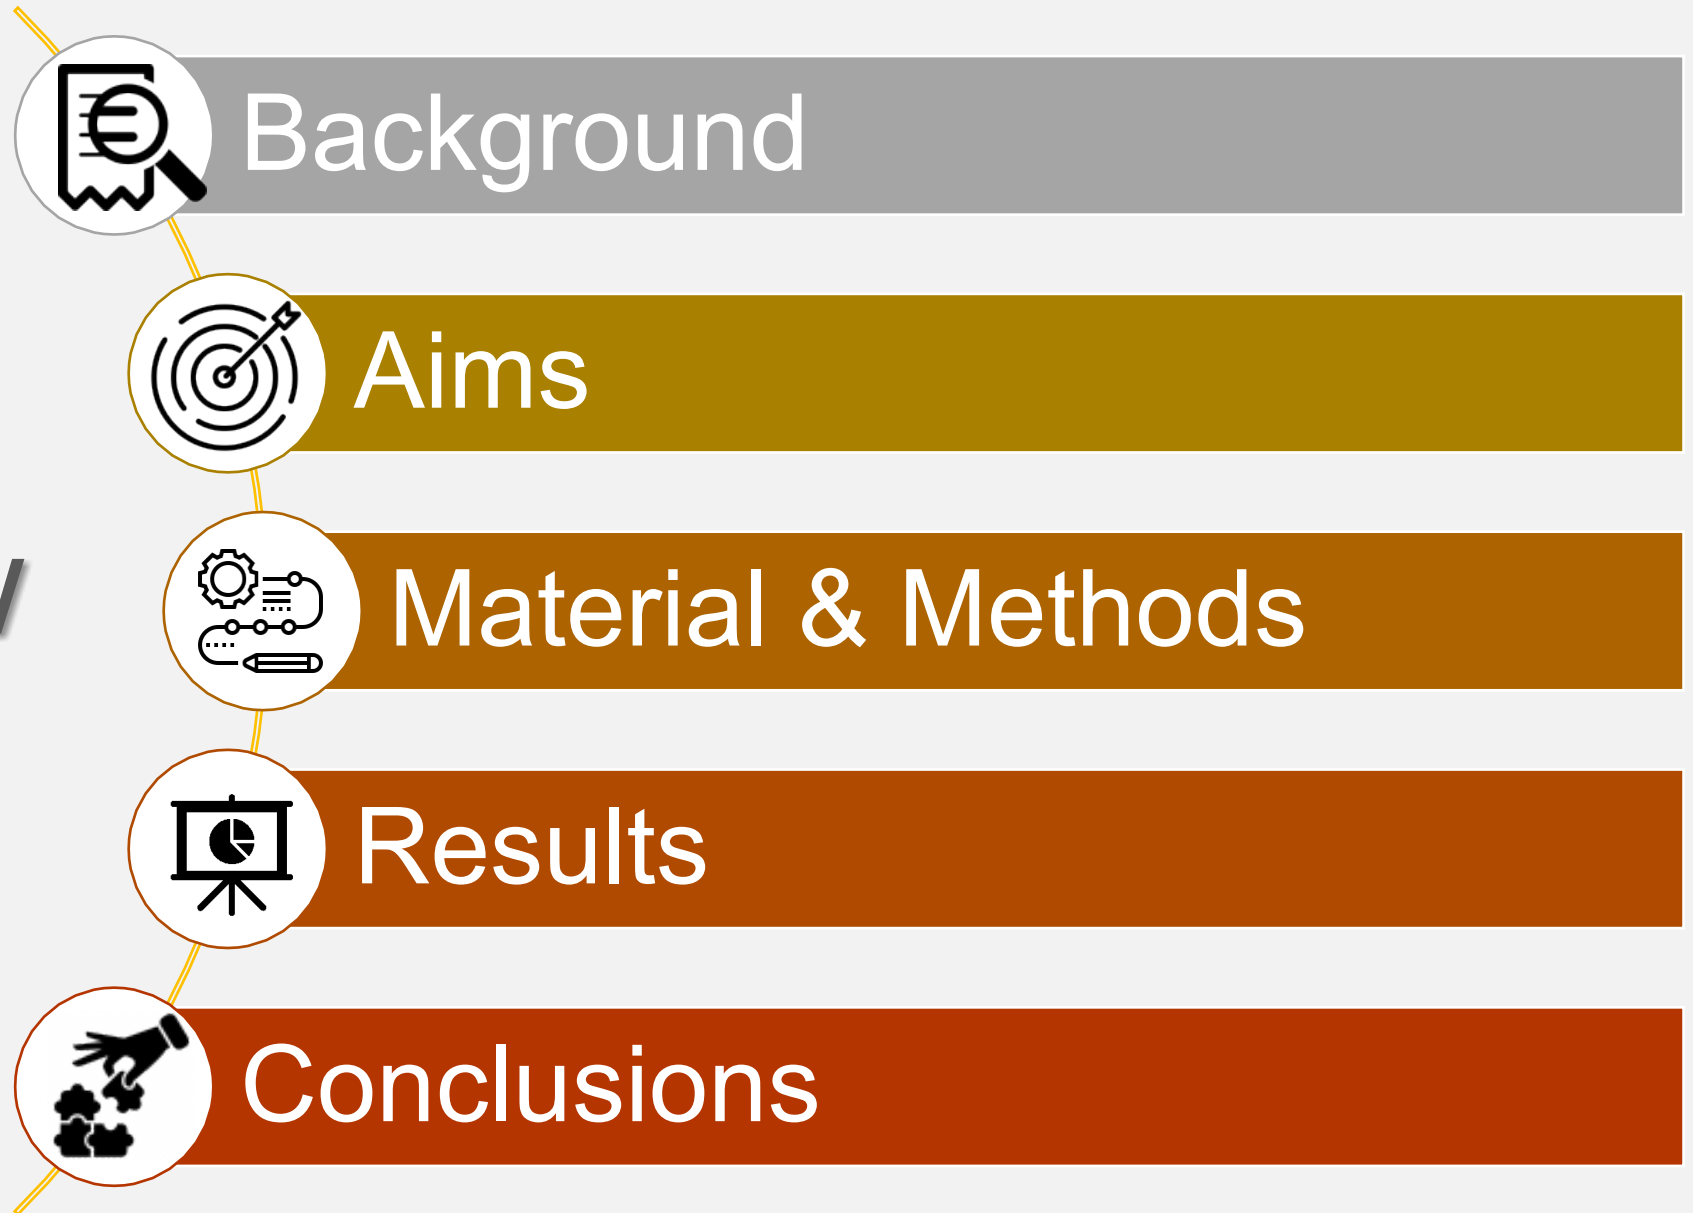 Background
Aims
Material & Methods
Results
Conclusions